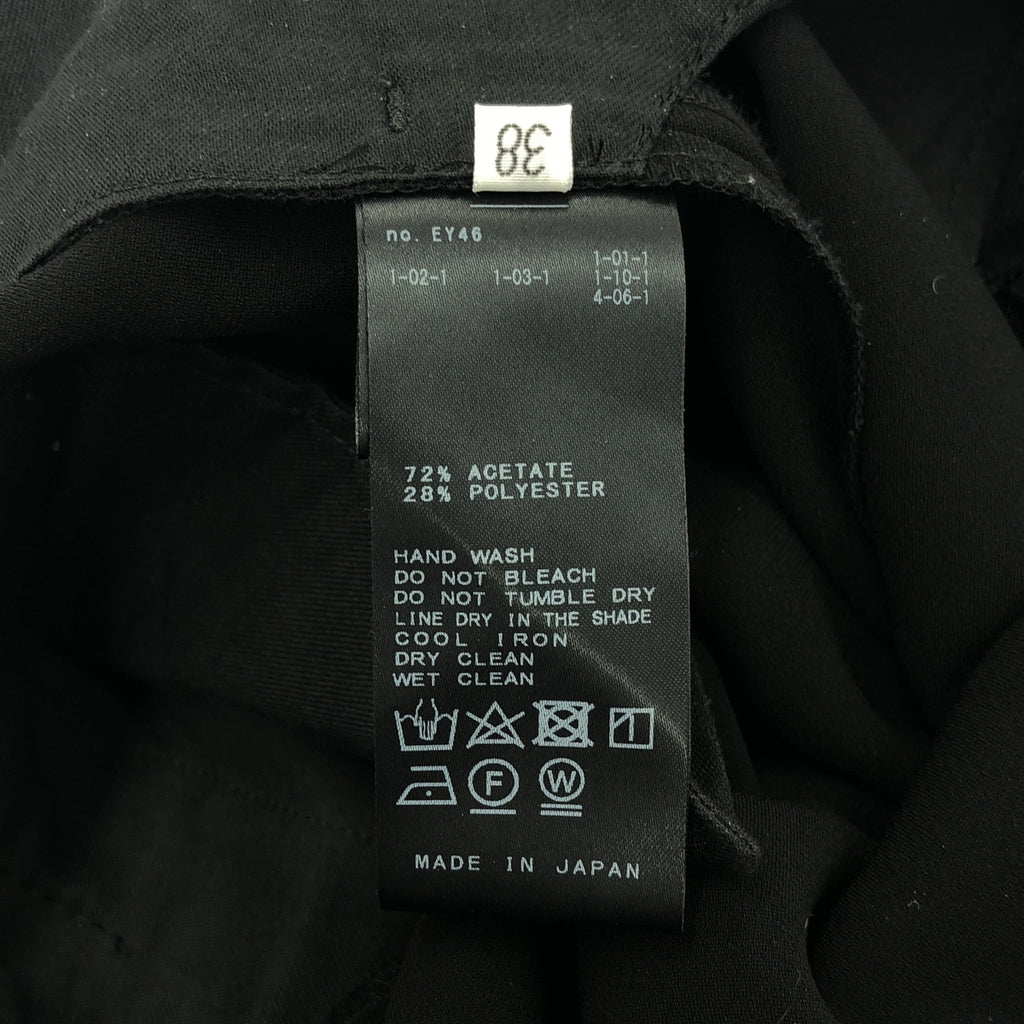 38
no. EY46
1-01-1
1-02-1 1-03-1 1-10-1
4-06-1
72% ACETATE
28% POLYESTER
HAND WASH
DO NOT BLEACH
DO NOT TUMBLE DRY
LINE DRY IN THE SHADE
COOL IRON
DRY CLEAN
WET CLEAN
F W
MADE IN JAPAN